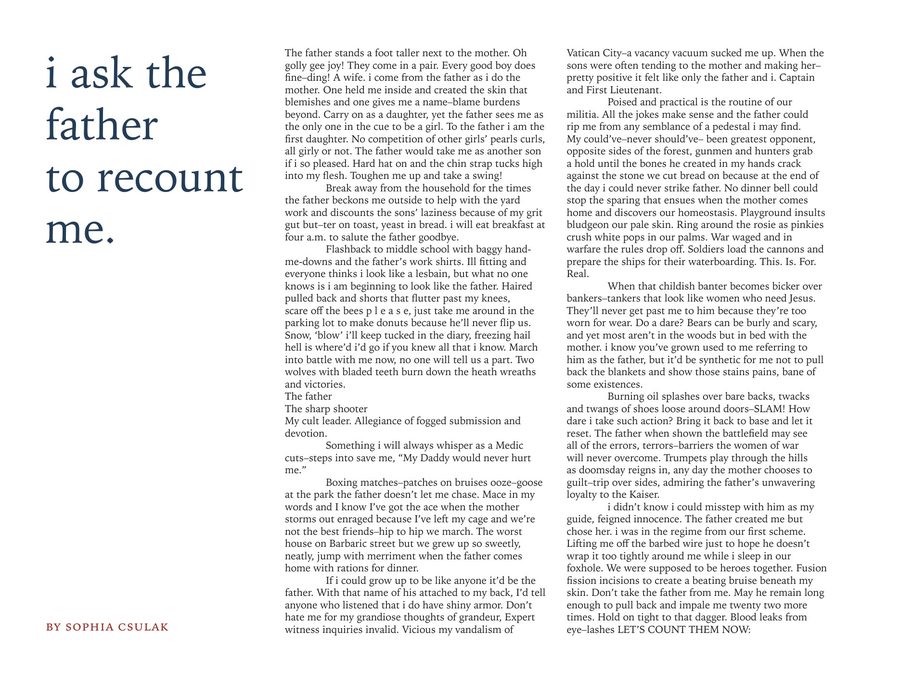 i ask the
father
to recount
me.
BY SOPHIA CSULAK
The father stands a foot taller next to the mother. Oh
golly gee joy! They come in a pair. Every good boy does
fine–ding! A wife. i come from the father as i do the
mother. One held me inside and created the skin that
blemishes and one gives me a name–blame burdens
beyond. Carry on as a daughter, yet the father sees me as
the only one in the cue to be a girl. To the father i am the
first daughter. No competition of other girls’ pearls curls,
all girly or not. The father would take me as another son
if i so pleased. Hard hat on and the chin strap tucks high
into my flesh. Toughen me up and take a swing!
Break away from the household for the times
the father beckons me outside to help with the yard
work and discounts the sons’ laziness because of my grit
gut but–ter on toast, yeast in bread. i will eat breakfast at
four a.m. to salute the father goodbye.
Flashback to middle school with baggy hand-
me-downs and the father’s work shirts. Ill fitting and
everyone thinks i look like a lesbain, but what no one
knows is i am beginning to look like the father. Haired
pulled back and shorts that flutter past my knees,
scare off the bees p l e a s e, just take me around in the
parking lot to make donuts because he’ll never flip us.
Snow, ‘blow’ i’ll keep tucked in the diary, freezing hail
hell is where’d i’d go if you knew all that i know. March
into battle with me now, no one will tell us a part. Two
wolves with bladed teeth burn down the heath wreaths
and victories.
The father
The sharp shooter
My cult leader. Allegiance of fogged submission and
devotion.
Something i will always whisper as a Medic
cuts–steps into save me, “My Daddy would never hurt
me.”
Boxing matches–patches on bruises ooze–goose
at the park the father doesn’t let me chase. Mace in my
words and I know I’ve got the ace when the mother
storms out enraged because I’ve left my cage and we’re
not the best friends–hip to hip we march. The worst
house on Barbaric street but we grew up so sweetly,
neatly, jump with merriment when the father comes
home with rations for dinner.
If i could grow up to be like anyone it’d be the
father. With that name of his attached to my back, I’d tell
anyone who listened that i do have shiny armor. Don’t
hate me for my grandiose thoughts of grandeur, Expert
witness inquiries invalid. Vicious my vandalism of
Vatican City–a vacancy vacuum sucked me up. When the
sons were often tending to the mother and making her–
pretty positive it felt like only the father and i. Captain
and First Lieutenant.
Poised and practical is the routine of our
militia. All the jokes make sense and the father could
rip me from any semblance of a pedestal i may find.
My could’ve–never should’ve– been greatest opponent,
opposite sides of the forest, gunmen and hunters grab
a hold until the bones he created in my hands crack
against the stone we cut bread on because at the end of
the day i could never strike father. No dinner bell could
stop the sparing that ensues when the mother comes
home and discovers our homeostasis. Playground insults
bludgeon our pale skin. Ring around the rosie as pinkies
crush white pops in our palms. War waged and in
warfare the rules drop off. Soldiers load the cannons and
prepare the ships for their waterboarding. This. Is. For.
Real.
When that childish banter becomes bicker over
bankers–tankers that look like women who need Jesus.
They’ll never get past me to him because they’re too
worn for wear. Do a dare? Bears can be burly and scary,
and yet most aren’t in the woods but in bed with the
mother. i know you’ve grown used to me referring to
him as the father, but it’d be synthetic for me not to pull
back the blankets and show those stains pains, bane of
some existences.
Burning oil splashes over bare backs, twacks
and twangs of shoes loose around doors–SLAM! How
dare i take such action? Bring it back to base and let it
reset. The father when shown the battlefield may see
all of the errors, terrors–barriers the women of war
will never overcome. Trumpets play through the hills
as doomsday reigns in, any day the mother chooses to
guilt–trip over sides, admiring the father’s unwavering
loyalty to the Kaiser.
i didn’t know i could misstep with him as my
guide, feigned innocence. The father created me but
chose her. i was in the regime from our first scheme.
Lifting me off the barbed wire just to hope he doesn’t
wrap it too tightly around me while i sleep in our
foxhole. We were supposed to be heroes together. Fusion
fission incisions to create a beating bruise beneath my
skin. Don’t take the father from me. May he remain long
enough to pull back and impale me twenty two more
times. Hold on tight to that dagger. Blood leaks from
eye–lashes LET’S COUNT THEM NOW: